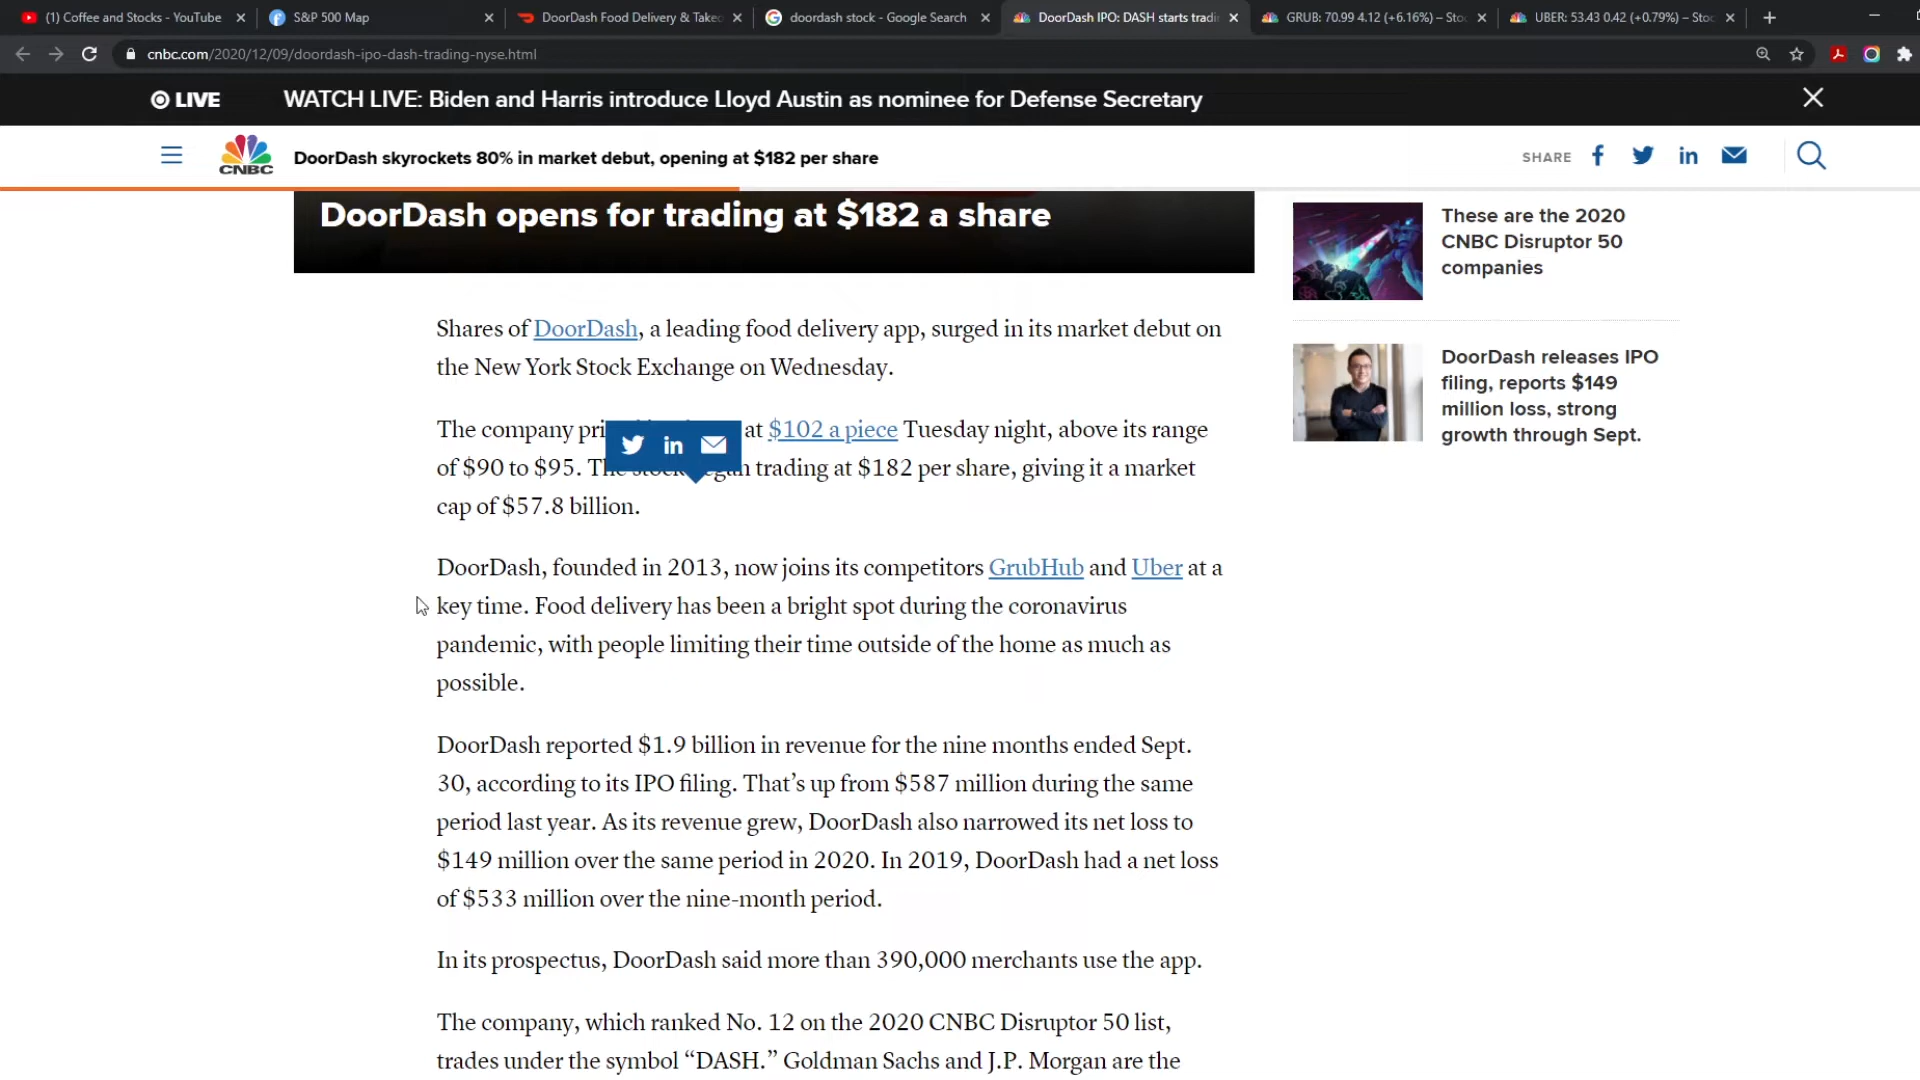 (1) Coffee and Stocks - YouTube
S&P 500 Map
DoorDash Food Delivery & Takeo
doordash stock - Google Search
DoorDash IPO: DASH starts tradi
GRUB: 70.99 4.12 (+6.16%) – Sto
UBER: 53.43 0.42 (+0.79%) – Stoc
cnbc.com/2020/12/09/doordash-ipo-dash-trading-nyse.html
LIVE
WATCH LIVE: Biden and Harris introduce Lloyd Austin as nominee for Defense Secretary
CNBC
DoorDash skyrockets 80% in market debut, opening at $182 per share
SHARE
DoorDash opens for trading at $182 a share
Shares of DoorDash, a leading food delivery app, surged in its market debut on
the New York Stock Exchange on Wednesday.
The company pri at $102 a piece Tuesday night, above its range
of $90 to $95. The stock began trading at $182 per share, giving it a market
cap of $57.8 billion.
DoorDash, founded in 2013, now joins its competitors GrubHub and Uber at a
key time. Food delivery has been a bright spot during the coronavirus
pandemic, with people limiting their time outside of the home as much as
possible.
DoorDash reported $1.9 billion in revenue for the nine months ended Sept.
30, according to its IPO filing. That’s up from $587 million during the same
period last year. As its revenue grew, DoorDash also narrowed its net loss to
$149 million over the same period in 2020. In 2019, DoorDash had a net loss
of $533 million over the nine-month period.
In its prospectus, DoorDash said more than 390,000 merchants use the app.
The company, which ranked No. 12 on the 2020 CNBC Disruptor 50 list,
trades under the symbol “DASH.” Goldman Sachs and J.P. Morgan are the
These are the 2020
CNBC Disruptor 50
companies
DoorDash releases IPO
filing, reports $149
million loss, strong
growth through Sept.